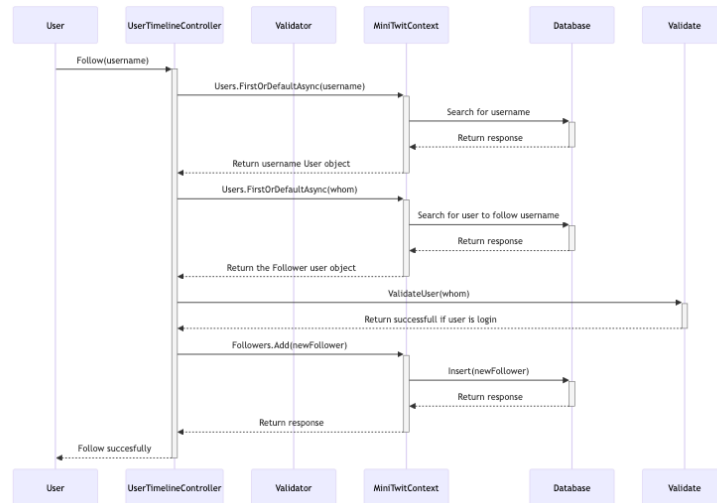 User UserTimelineController Validator MiniTwitContext Database Validate
Follow(username)
Users.FirstOrDefaultAsync(username)
Search for username
Return response
Return username User object
Users.FirstOrDefaultAsync(whom)
Search for user to follow username
Return response
Return the Follower user object
ValidateUser(whom)
Return successfull if user is login
Followers.Add(newFollower)
Insert(newFollower)
Return response
Return response
Follow succesfully
User UserTimelineController Validator MiniTwitContext Database Validate